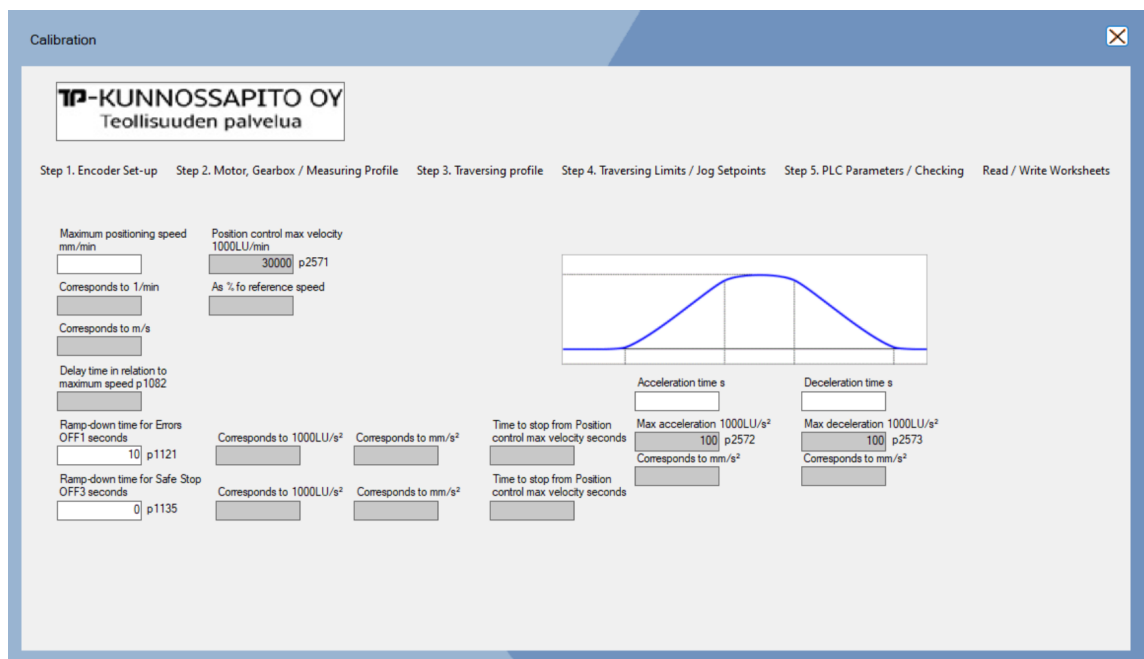 Calibration
TP-KUNNOSSAPITO OY
Teollisuuden palvelua
Step 1. Encoder Set-up
Step 2. Motor, Gearbox / Measuring Profile
Step 3. Traversing profile
Step 4. Traversing Limits / Jog Setpoints
Step 5. PLC Parameters / Checking
Read / Write Worksheets
Maximum positioning speed
mm/min
Position control max velocity
1000LU/min
30000 p2571
Corresponds to 1/min
As % fo reference speed
Corresponds to m/s
Delay time in relation to
maximum speed p1082
Acceleration time s
Deceleration time s
Ramp-down time for Errors
OFF1 seconds
10 p1121
Corresponds to 1000LU/s²
Corresponds to mm/s²
Time to stop from Position
control max velocity seconds
Max acceleration 1000LU/s²
100 p2572
Corresponds to mm/s²
Max deceleration 1000LU/s²
100 p2573
Corresponds to mm/s²
Ramp-down time for Safe Stop
OFF3 seconds
0 p1135
Corresponds to 1000LU/s²
Corresponds to mm/s²
Time to stop from Position
control max velocity seconds